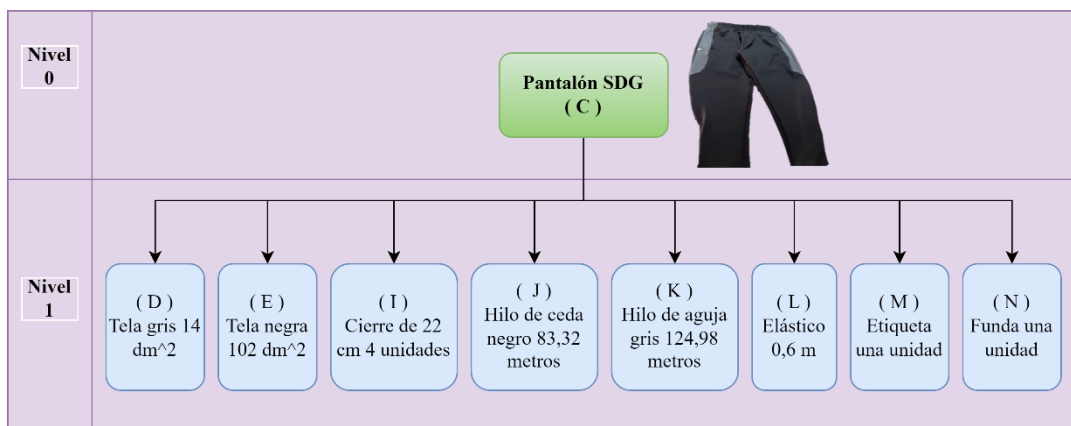 Nivel
0
Pantalón SDG
( C )
Nivel
1
( D )
Tela gris 14
dm^2
( E )
Tela negra
102 dm^2
( I )
Cierre de 22
cm 4 unidades
( J )
Hilo de ceda
negro 83,32
metros
( K )
Hilo de aguja
gris 124,98
metros
( L )
Elástico
0,6 m
( M )
Etiqueta
una unidad
( N )
Funda una
unidad